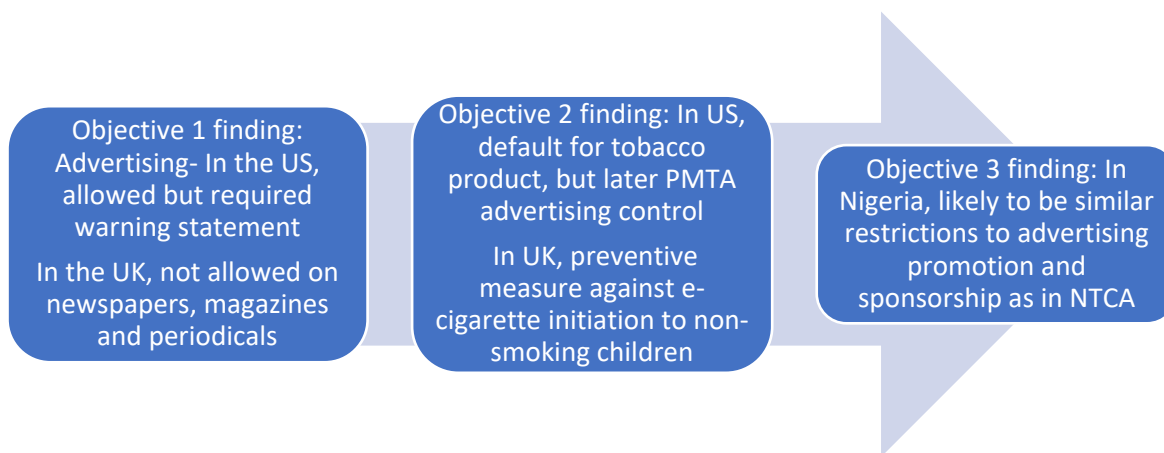 Objective 1 finding:
Advertising- In the US,
allowed but required
warning statement
In the UK, not allowed on
newspapers, magazines
and periodicals
Objective 2 finding: In US,
default for tobacco
product, but later PMTA
advertising control
In UK, preventive
measure against e-
cigarette initiation to non-
smoking children
Objective 3 finding: In
Nigeria, likely to be similar
restrictions to advertising
promotion and
sponsorship as in NTCA